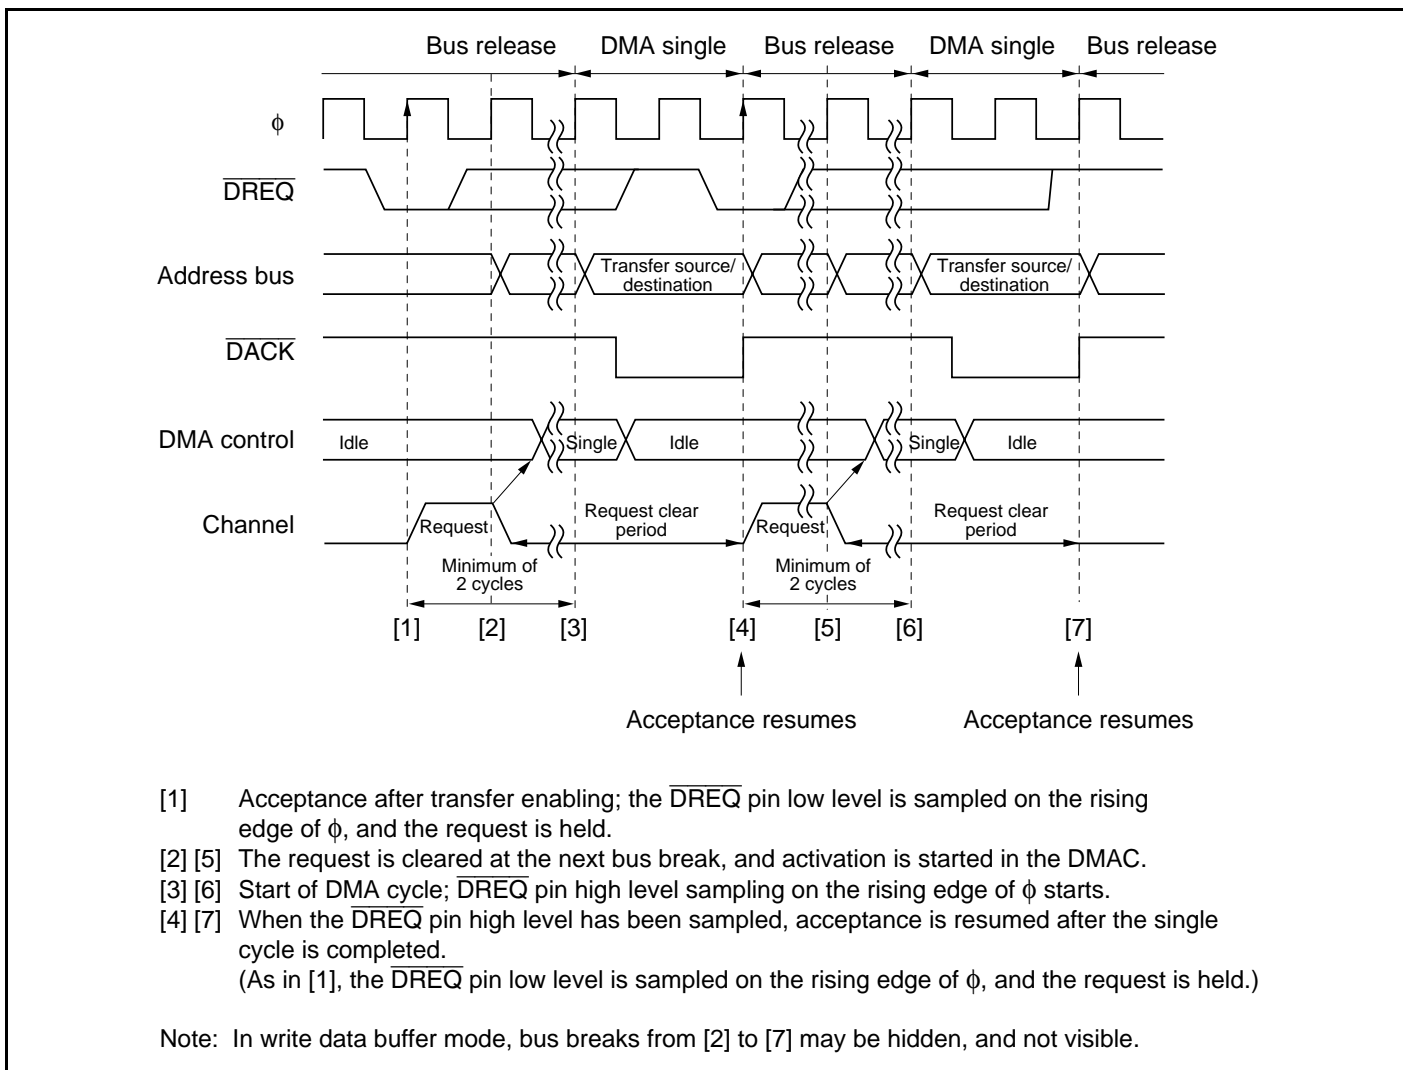 Bus release DMA single Bus release DMA single Bus release
ϕ
D̅R̅E̅Q̅
Address bus Transfer source/ destination Transfer source/ destination
D̅A̅C̅K̅
DMA control Idle Single Idle Single Idle
Channel Request Request clear period Request Request clear period
Minimum of 2 cycles Minimum of 2 cycles
[1] [2] [3] [4] [5] [6] [7]
Acceptance resumes Acceptance resumes
[1] Acceptance after transfer enabling; the D̅R̅E̅Q̅ pin low level is sampled on the rising
edge of ϕ, and the request is held.
[2] [5] The request is cleared at the next bus break, and activation is started in the DMAC.
[3] [6] Start of DMA cycle; D̅R̅E̅Q̅ pin high level sampling on the rising edge of ϕ starts.
[4] [7] When the D̅R̅E̅Q̅ pin high level has been sampled, acceptance is resumed after the single
cycle is completed.
(As in [1], the D̅R̅E̅Q̅ pin low level is sampled on the rising edge of ϕ, and the request is held.)
Note: In write data buffer mode, bus breaks from [2] to [7] may be hidden, and not visible.